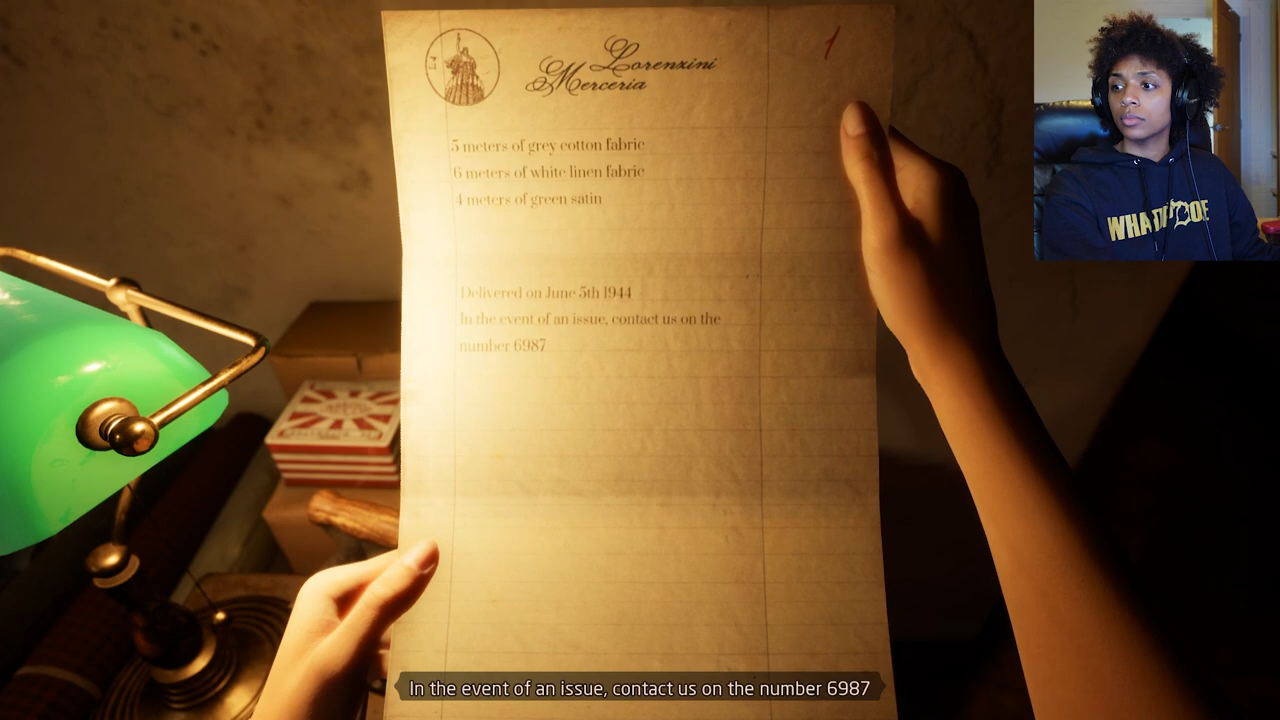 Lorenzini
Merceria
1
5 meters of grey cotton fabric
6 meters of white linen fabric
4 meters of green satin
Delivered on June 5th 1944
In the event of an issue, contact us on the
number 6987
In the event of an issue, contact us on the number 6987